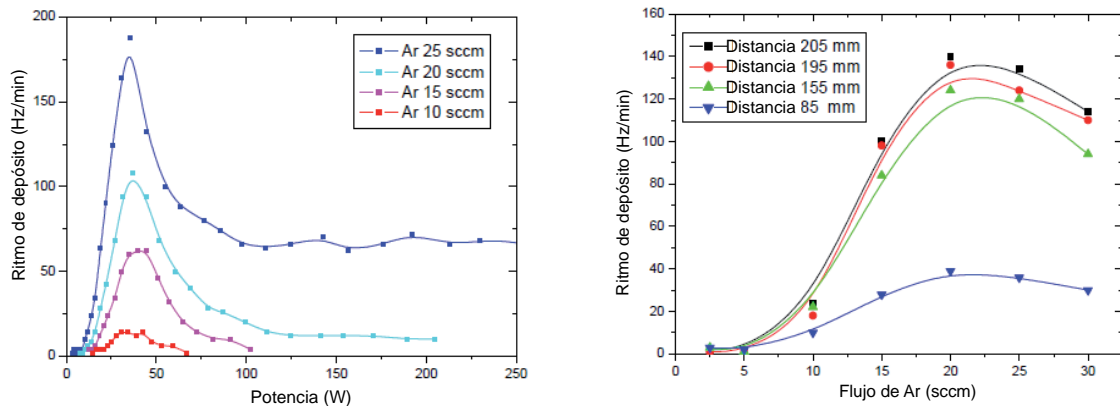 Ritmo de depósito (Hz/min)
200
150
100
50
0
0 50 100 150 200 250
Potencia (W)
Ar 25 sccm
Ar 20 sccm
Ar 15 sccm
Ar 10 sccm
Ritmo de depósito (Hz/min)
160
140
120
100
80
60
40
20
0
0 5 10 15 20 25 30
Flujo de Ar (sccm)
Distancia 205 mm
Distancia 195 mm
Distancia 155 mm
Distancia 85 mm